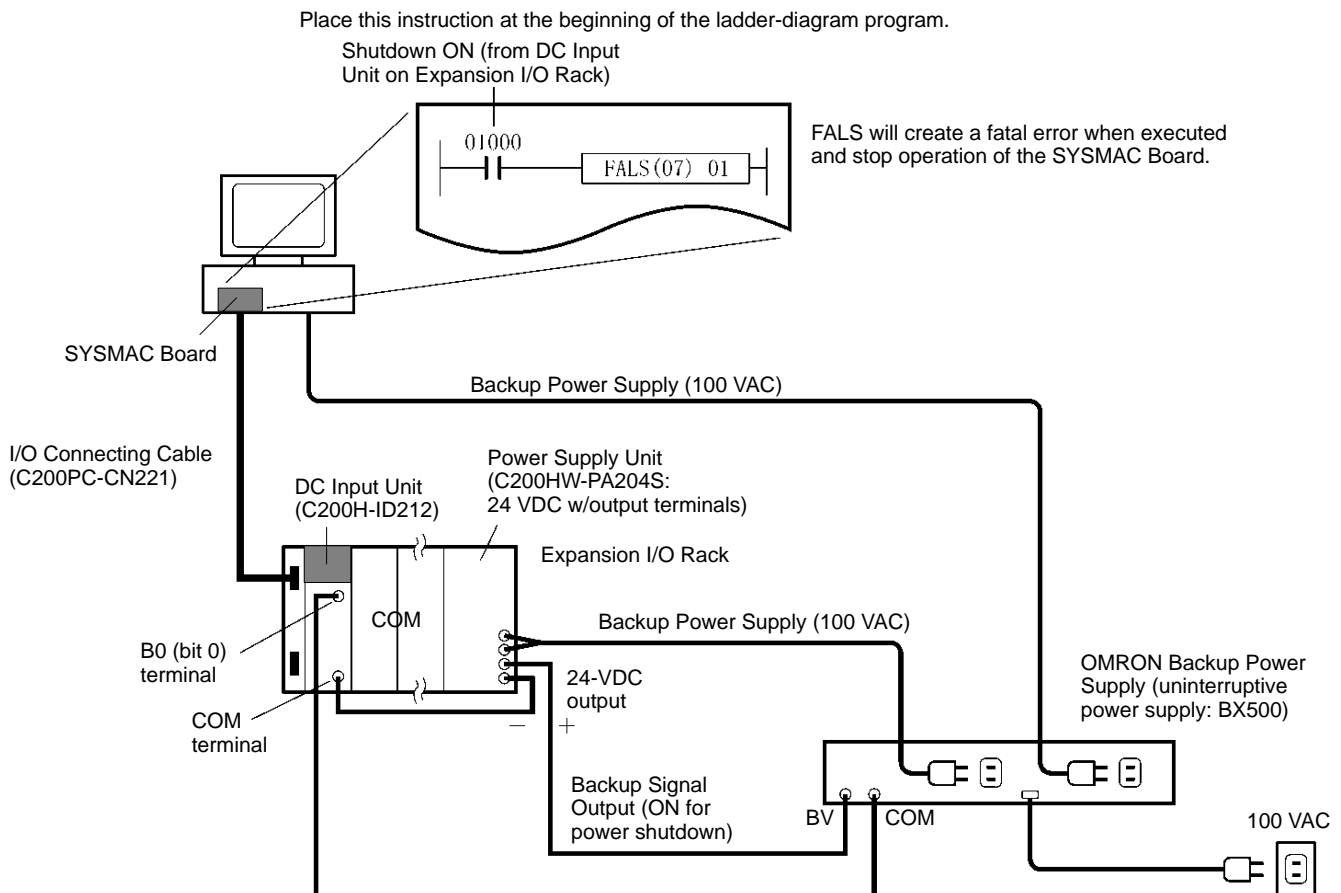 Place this instruction at the beginning of the ladder-diagram program.
Shutdown ON (from DC Input
Unit on Expansion I/O Rack)
01000
FALS(07) 01
FALS will create a fatal error when executed
and stop operation of the SYSMAC Board.
SYSMAC Board
Backup Power Supply (100 VAC)
I/O Connecting Cable
(C200PC-CN221)
DC Input Unit
(C200H-ID212)
Power Supply Unit
(C200HW-PA204S:
24 VDC w/output terminals)
Expansion I/O Rack
COM
B0 (bit 0)
terminal
COM
terminal
Backup Power Supply (100 VAC)
24-VDC
output
– +
OMRON Backup Power
Supply (uninterruptive
power supply: BX500)
Backup Signal
Output (ON for
power shutdown)
BV
COM
100 VAC